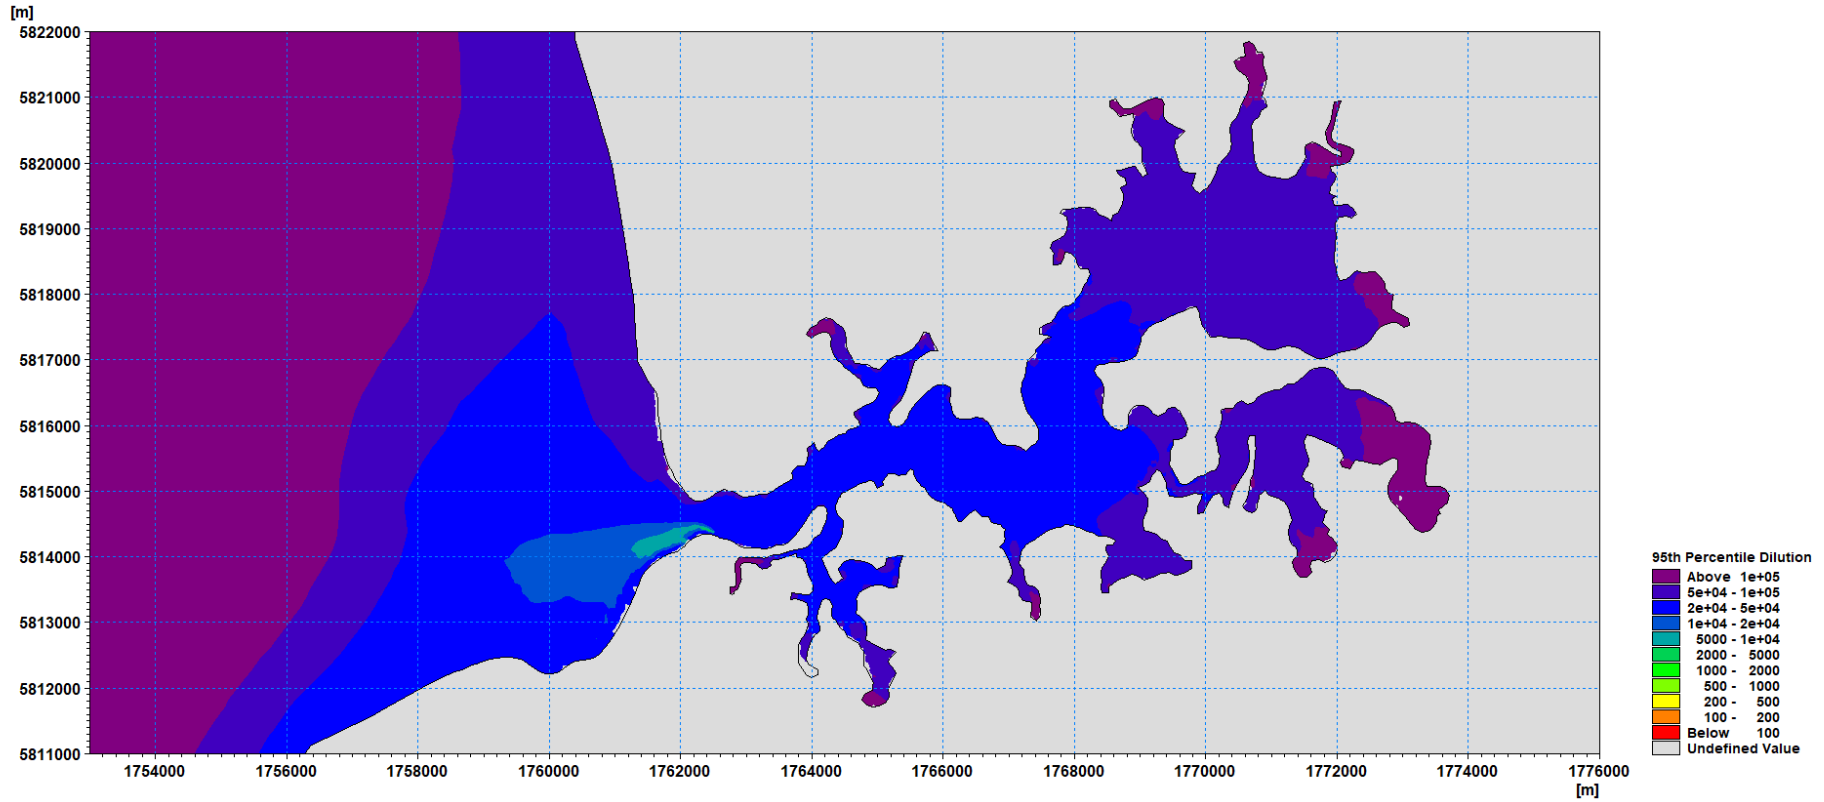 [m]
5822000
5821000
5820000
5819000
5818000
5817000
5816000
5815000
5814000
5813000
5812000
5811000
1754000 1756000 1758000 1760000 1762000 1764000 1766000 1768000 1770000 1772000 1774000 1776000
[m]
95th Percentile Dilution
Above 1e+05
5e+04 - 1e+05
2e+04 - 5e+04
1e+04 - 2e+04
5000 - 1e+04
2000 - 5000
1000 - 2000
500 - 1000
200 - 500
100 - 200
Below 100
Undefined Value